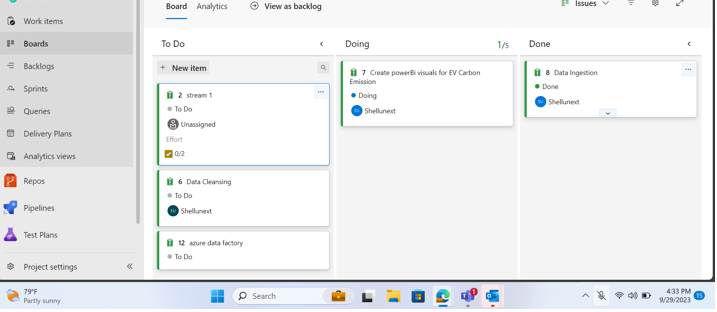 Board Analytics View as backlog Issues
Work items
Boards
Backlogs
Sprints
Queries
Delivery Plans
Analytics views
Repos
Pipelines
Test Plans
Project settings
To Do
+ New item
2 stream 1
To Do
Unassigned
Effort
0/2
6 Data Cleansing
To Do
SU Shellunext
12 azure data factory
To Do
Doing 1/5
7 Create powerBi visuals for EV Carbon
Emission
Doing
SU Shellunext
Done
8 Data Ingestion
Done
SU Shellunext
79°F
Partly sunny
Search
1
4:33 PM
9/29/2023
15